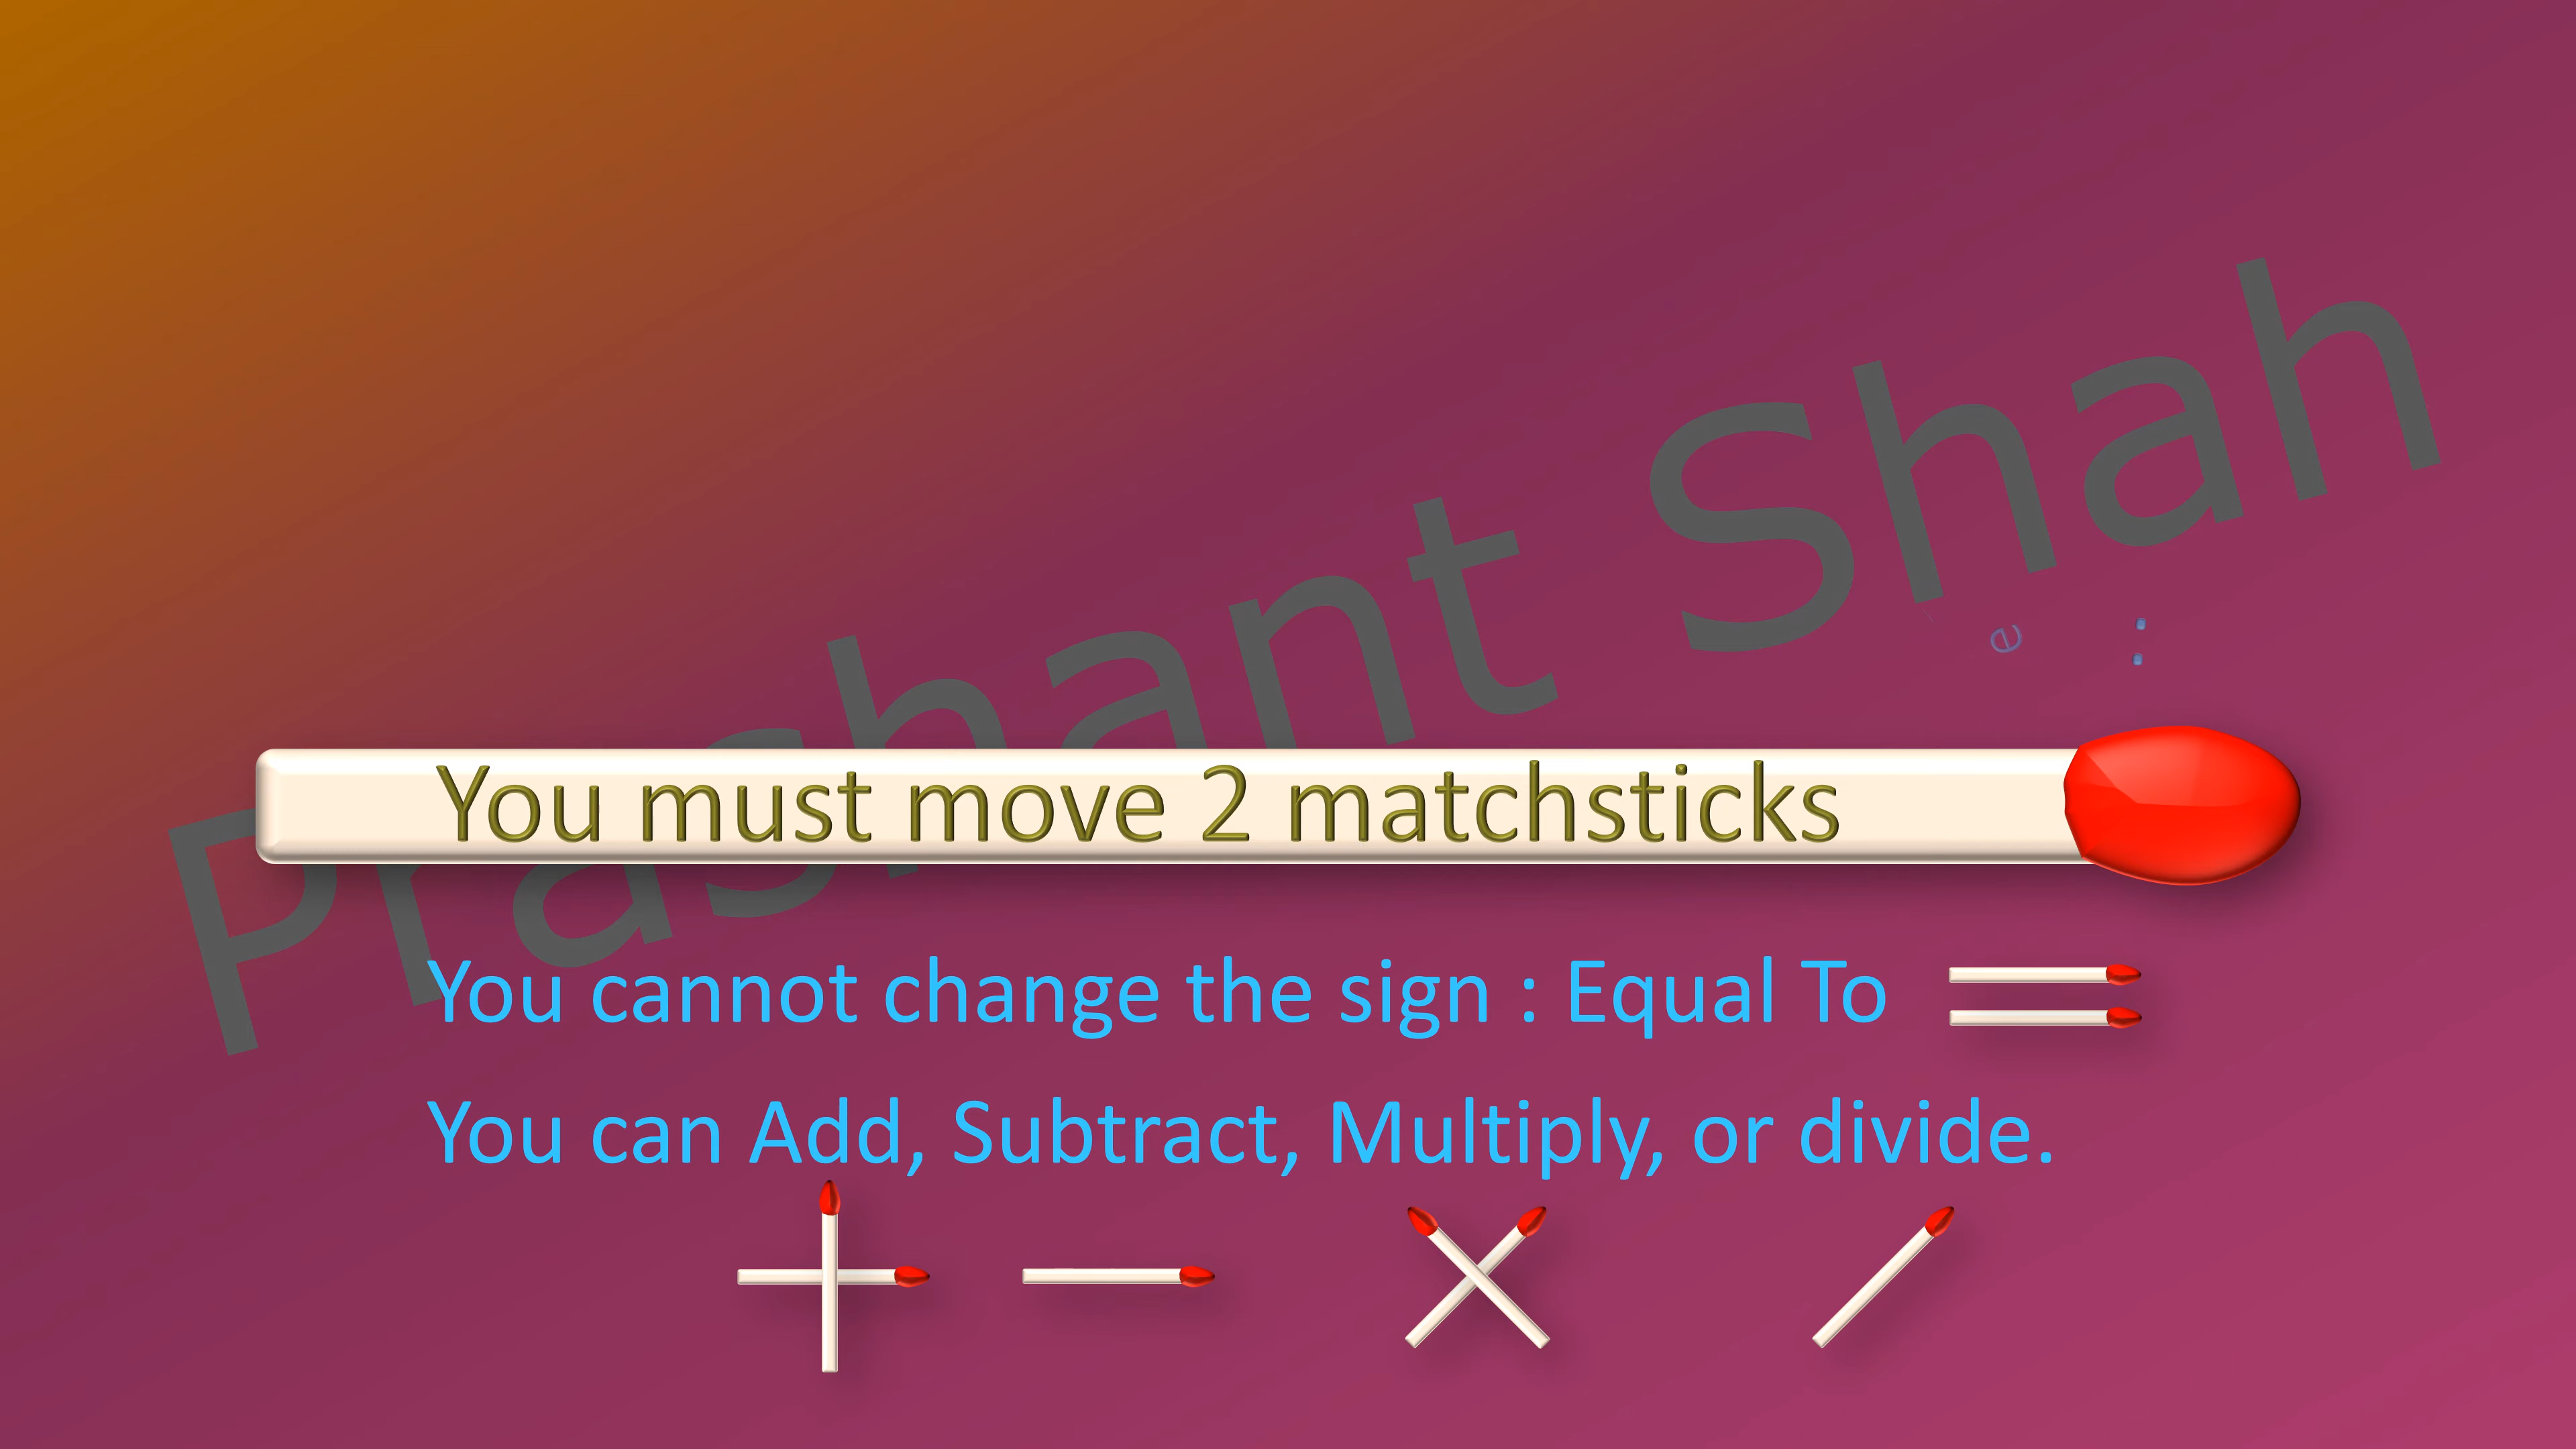 Prashant Shah
You must move 2 matchsticks
You cannot change the sign : Equal To =
You can Add, Subtract, Multiply, or divide.
+ − × /